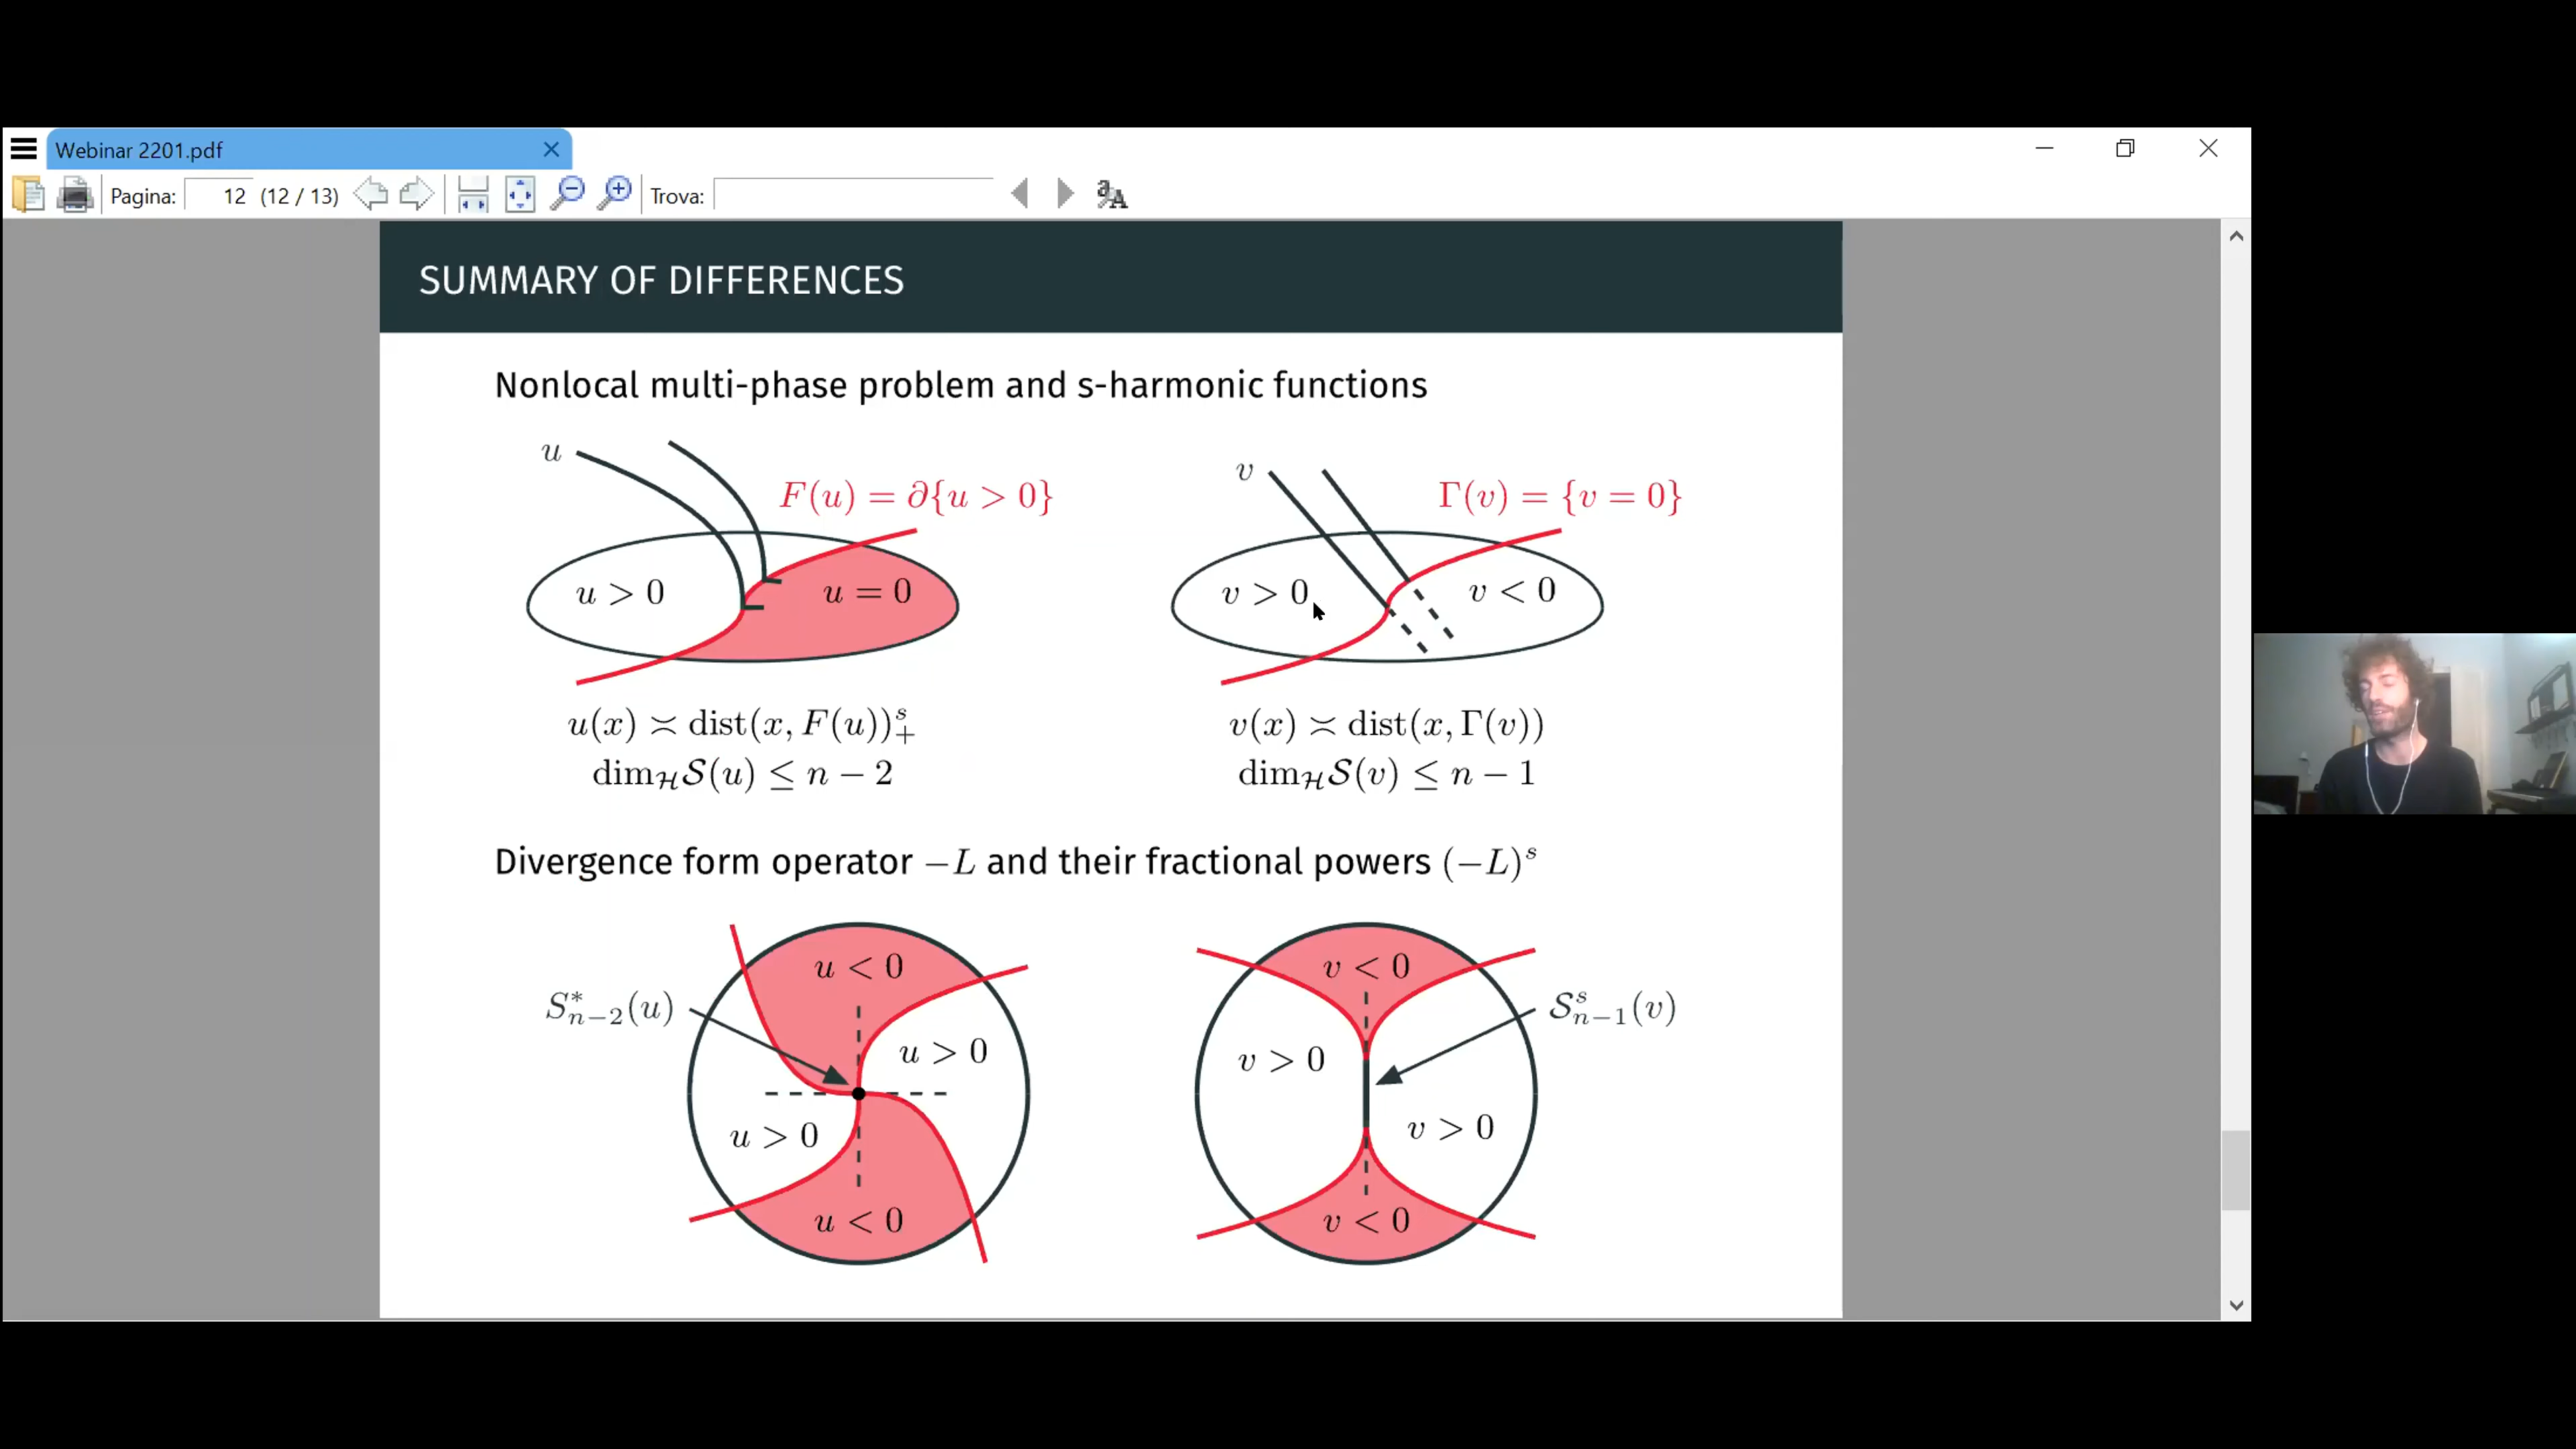 Webinar 2201.pdf
Pagina: 12 (12 / 13) Trova:
SUMMARY OF DIFFERENCES
Nonlocal multi-phase problem and s-harmonic functions
u
F(u) = ∂{u > 0}
u > 0
u = 0
v
Γ(v) = {v = 0}
v > 0
v < 0
u(x) ≍ dist(x, F(u))₊ˢ
dim_ℋ 𝒮(u) ≤ n − 2
v(x) ≍ dist(x, Γ(v))
dim_ℋ 𝒮(v) ≤ n − 1
Divergence form operator −L and their fractional powers (−L)ˢ
u < 0
S*ₙ₋₂(u)
u > 0
u > 0
u < 0
v < 0
𝒮ˢₙ₋₁(v)
v > 0
v > 0
v < 0